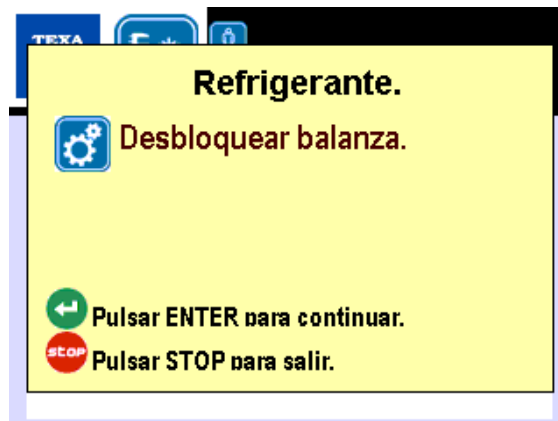 TEXA
Refrigerante.
Desbloquear balanza.
Pulsar ENTER para continuar.
stop Pulsar STOP para salir.